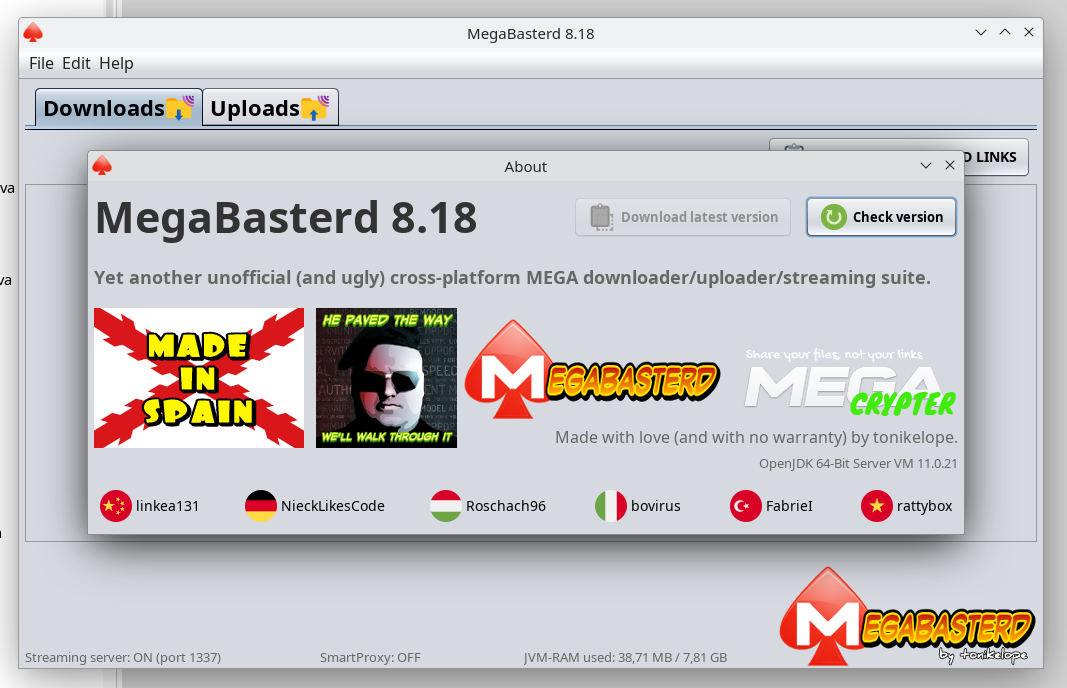 MegaBasterd 8.18
File Edit Help
Downloads
Uploads
D LINKS
About
va
MegaBasterd 8.18
Download latest version
Check version
Yet another unofficial (and ugly) cross-platform MEGA downloader/uploader/streaming suite.
va
MADE
IN
SPAIN
HE PAVED THE WAY
WE'LL WALK THROUGH IT
MEGABASTERD
Share your files, not your links
MEGA
CRYPTER
Made with love (and with no warranty) by tonikelope.
OpenJDK 64-Bit Server VM 11.0.21
linkea131
NieckLikesCode
Roschach96
bovirus
FabrieI
rattybox
MEGABASTERD
by tonikelope
Streaming server: ON (port 1337)
SmartProxy: OFF
JVM-RAM used: 38,71 MB / 7,81 GB